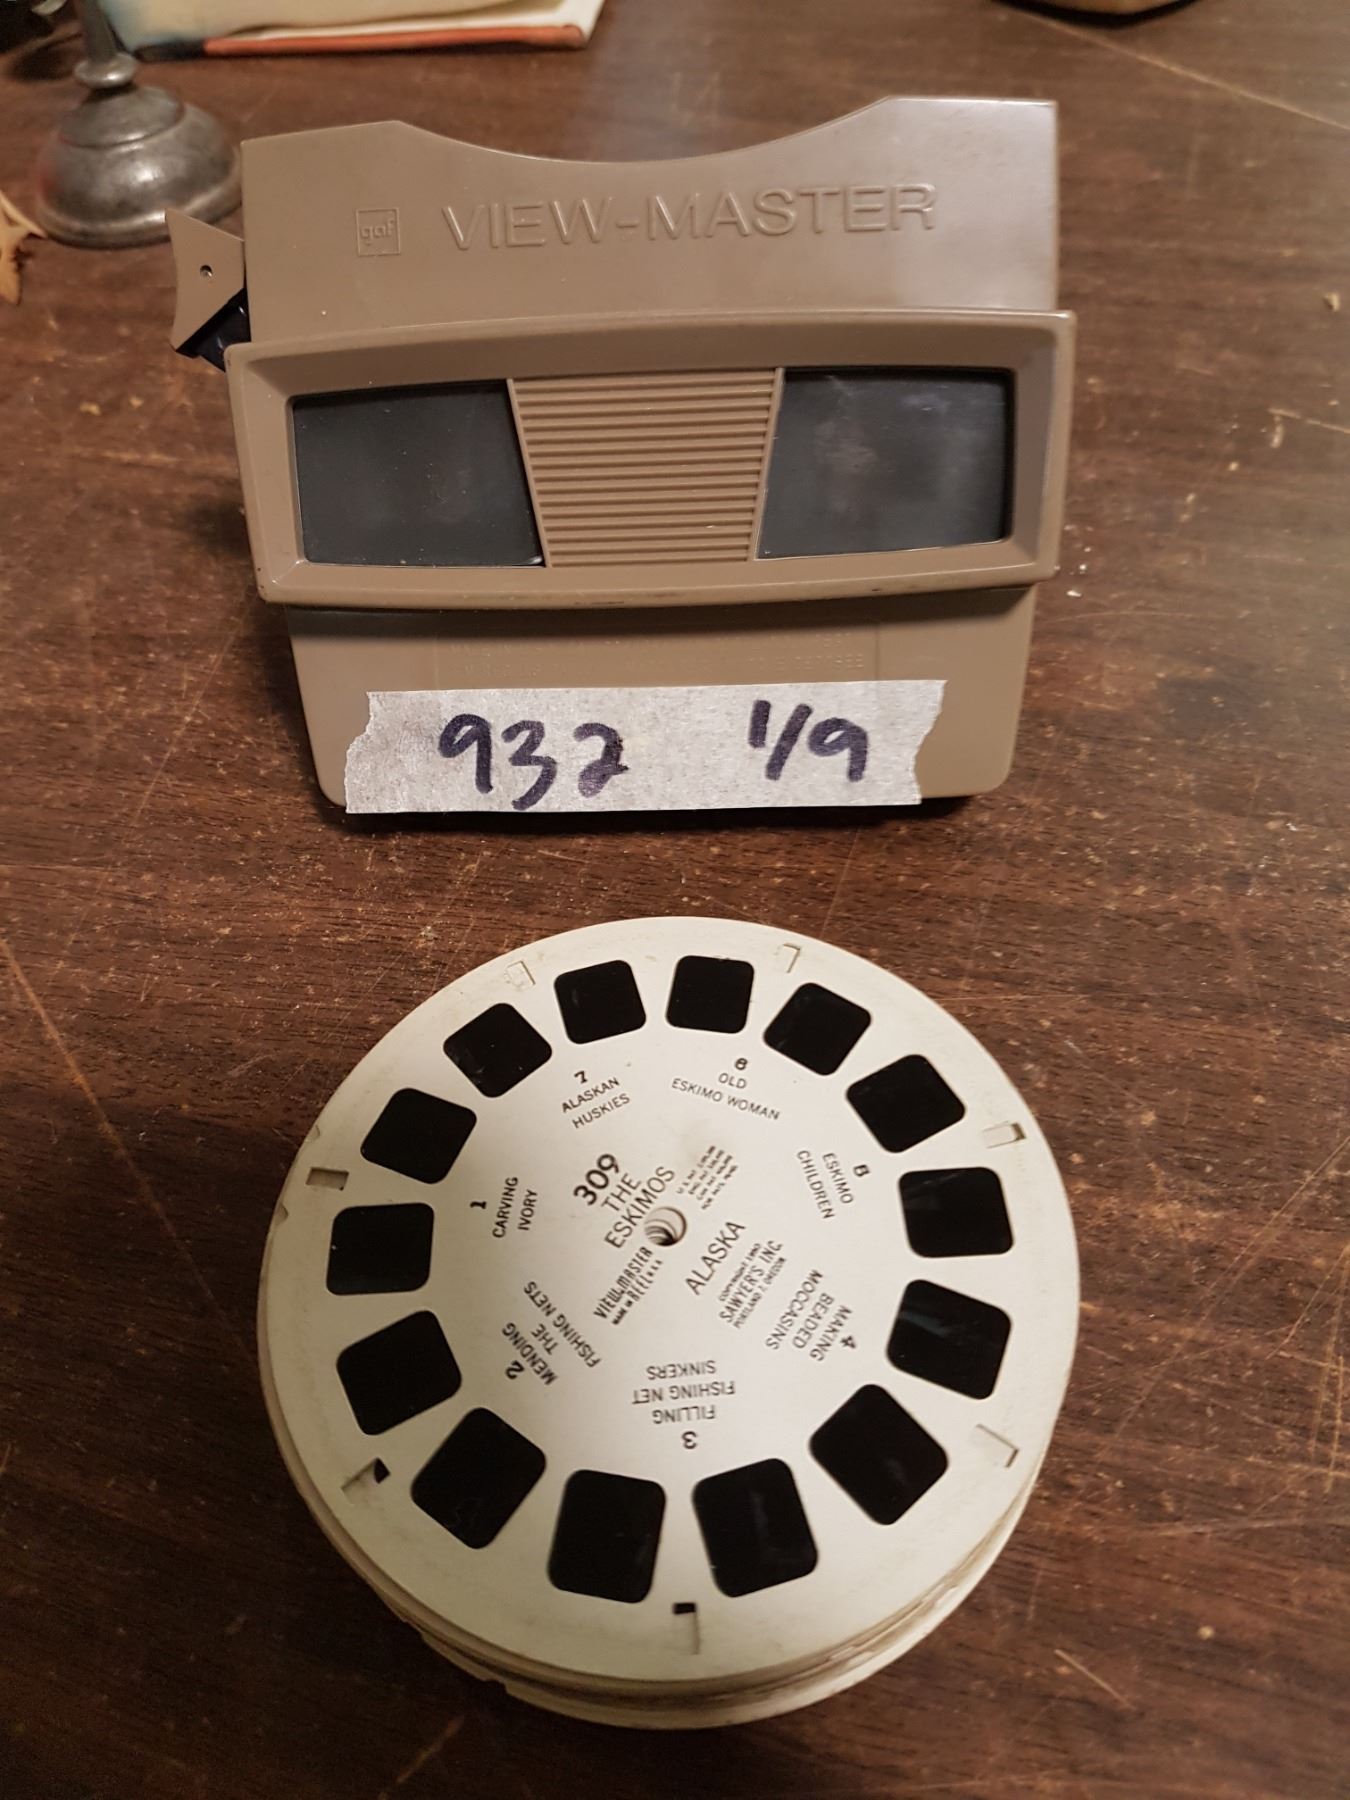 gaf VIEW-MASTER
932 1/9
7
ALASKAN
HUSKIES
6
OLD
ESKIMO WOMAN
5
ESKIMO
CHILDREN
4
MAKING
BEADED
MOCCASINS
3
FILLING
FISHING NET
SINKERS
2
MENDING
THE
FISHING NETS
1
CARVING
IVORY
309
THE
ESKIMOS
ALASKA
VIEW-MASTER
REEL
SAWYER'S INC.
PORTLAND 7, OREGON